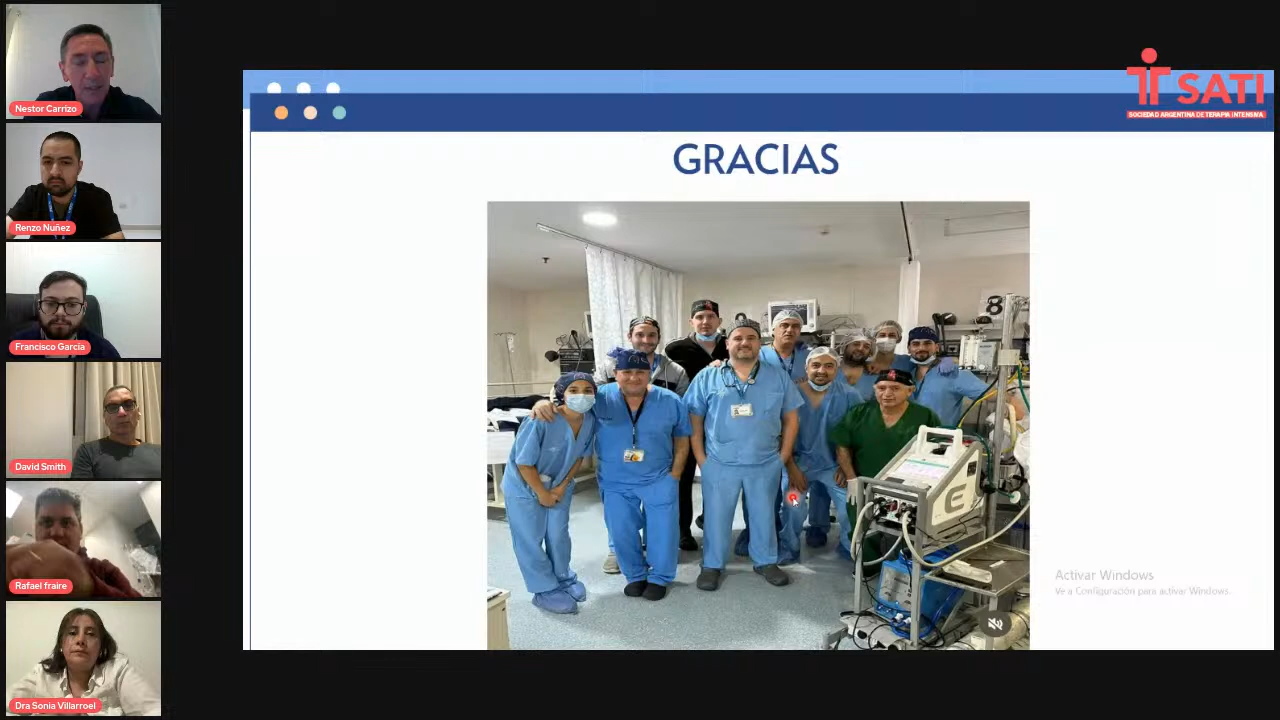 Nestor Carrizo
Renzo Nuñez
Francisco García
David Smith
Rafael fraire
Dra Sonia Villarroel
SATI
SOCIEDAD ARGENTINA DE TERAPIA INTENSIVA
GRACIAS
8
E
Activar Windows
Ve a Configuración para activar Windows.